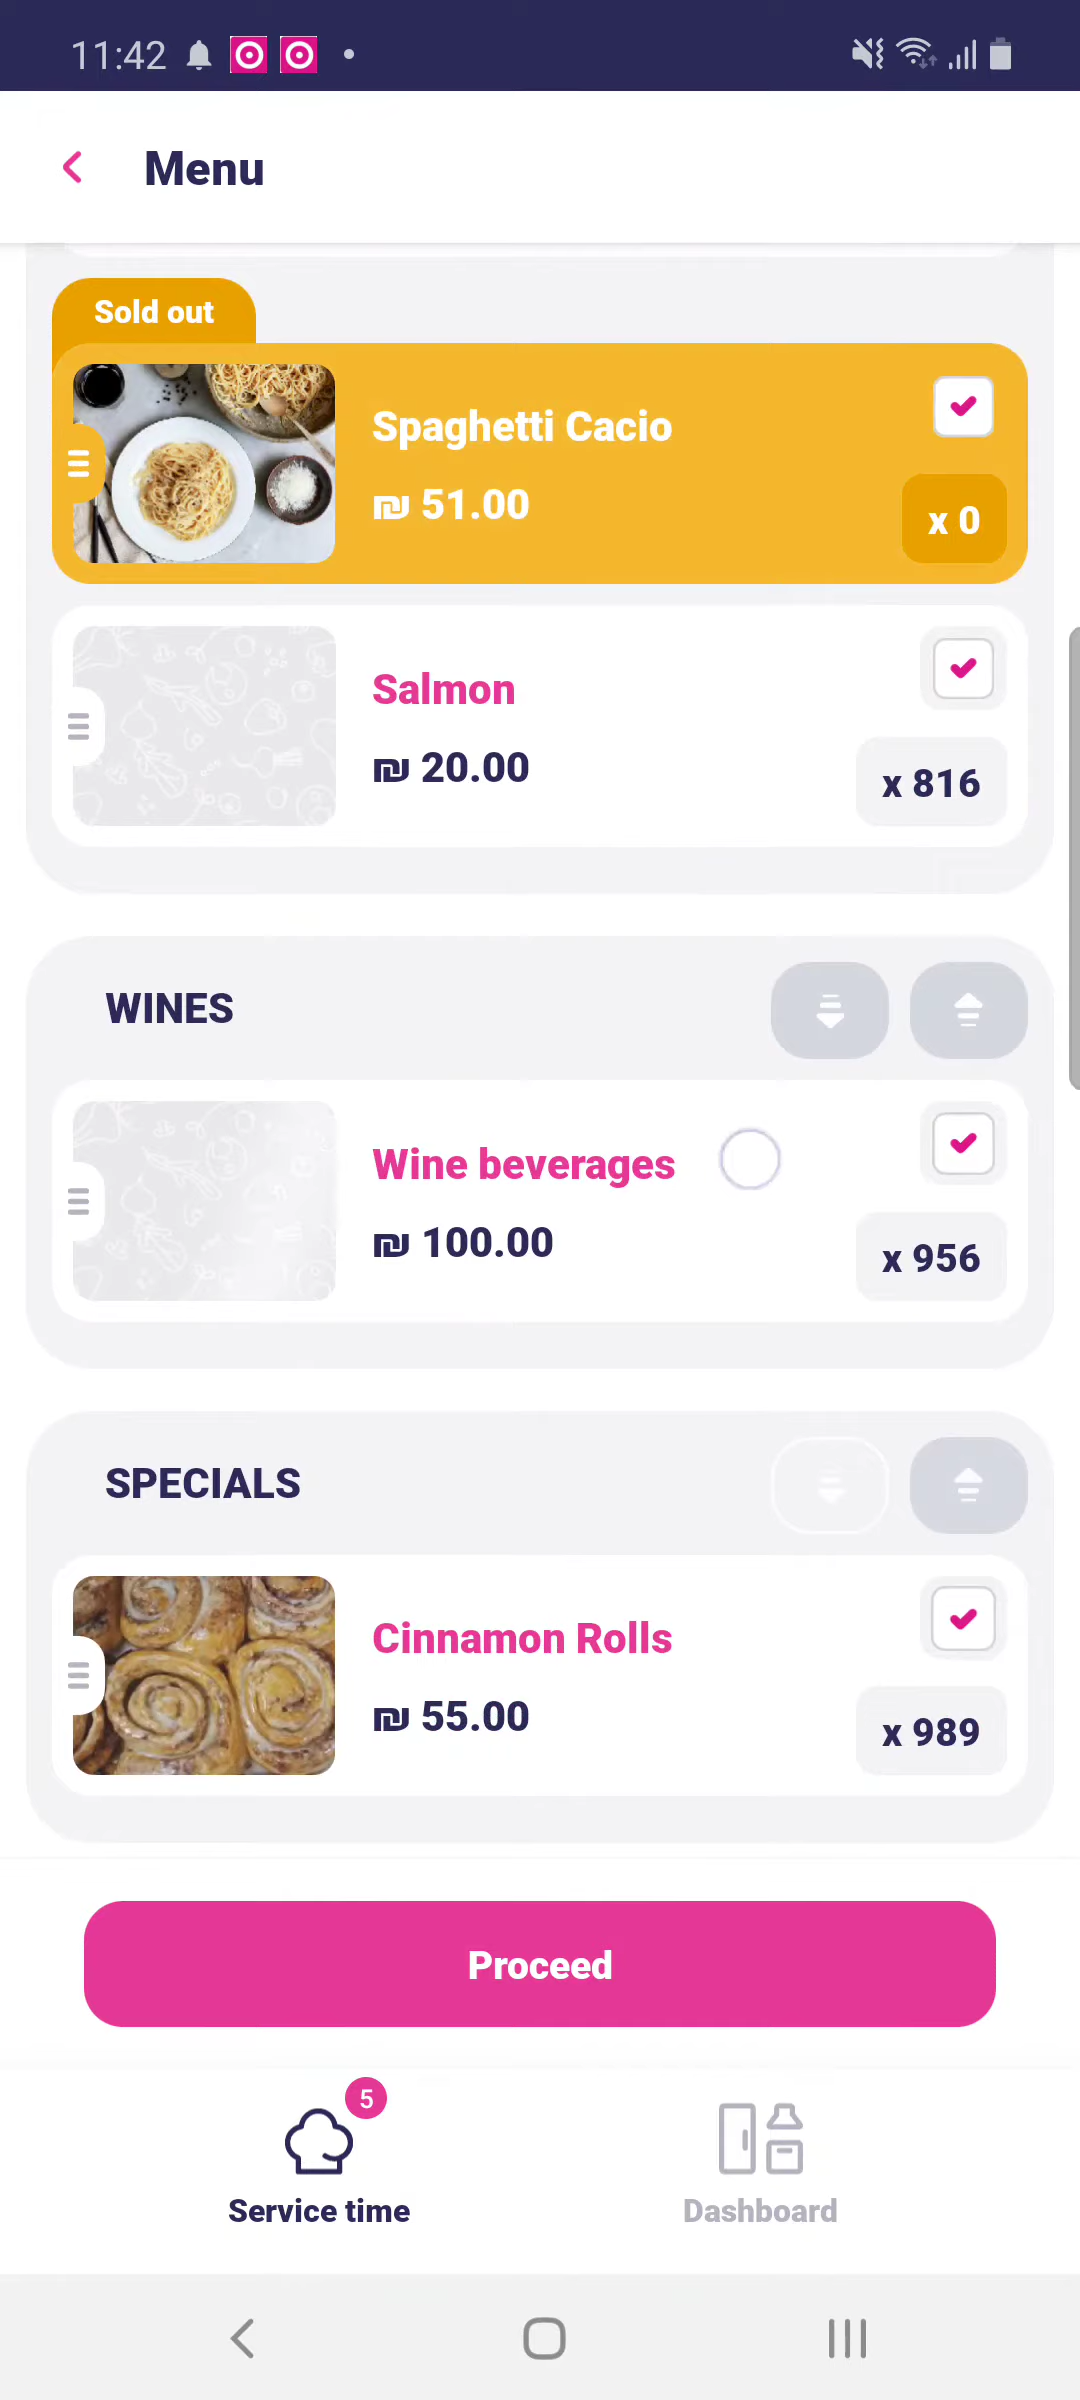 11:42
Menu
Sold out
Spaghetti Cacio
₪ 51.00
x 0
Salmon
₪ 20.00
x 816
WINES
Wine beverages
₪ 100.00
x 956
SPECIALS
Cinnamon Rolls
₪ 55.00
x 989
Proceed
5
Service time
Dashboard